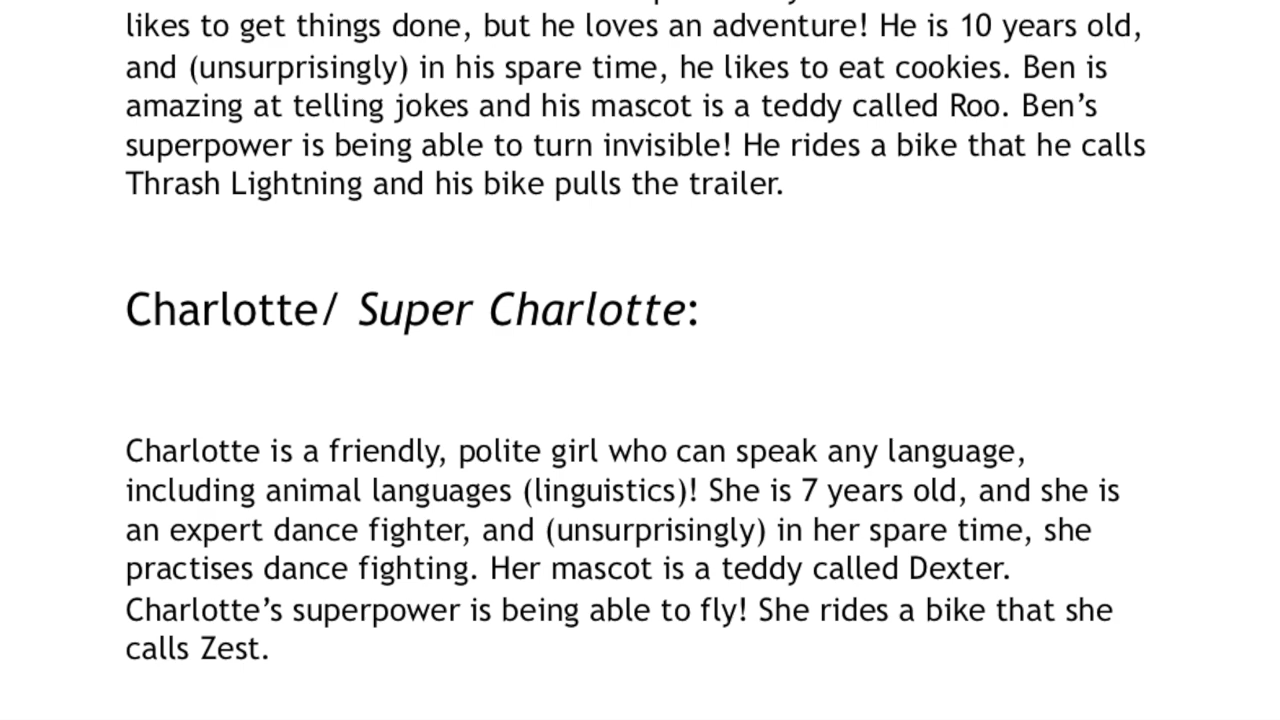 likes to get things done, but he loves an adventure! He is 10 years old,
and (unsurprisingly) in his spare time, he likes to eat cookies. Ben is
amazing at telling jokes and his mascot is a teddy called Roo. Ben’s
superpower is being able to turn invisible! He rides a bike that he calls
Thrash Lightning and his bike pulls the trailer.
Charlotte/ Super Charlotte:
Charlotte is a friendly, polite girl who can speak any language,
including animal languages (linguistics)! She is 7 years old, and she is
an expert dance fighter, and (unsurprisingly) in her spare time, she
practises dance fighting. Her mascot is a teddy called Dexter.
Charlotte’s superpower is being able to fly! She rides a bike that she
calls Zest.